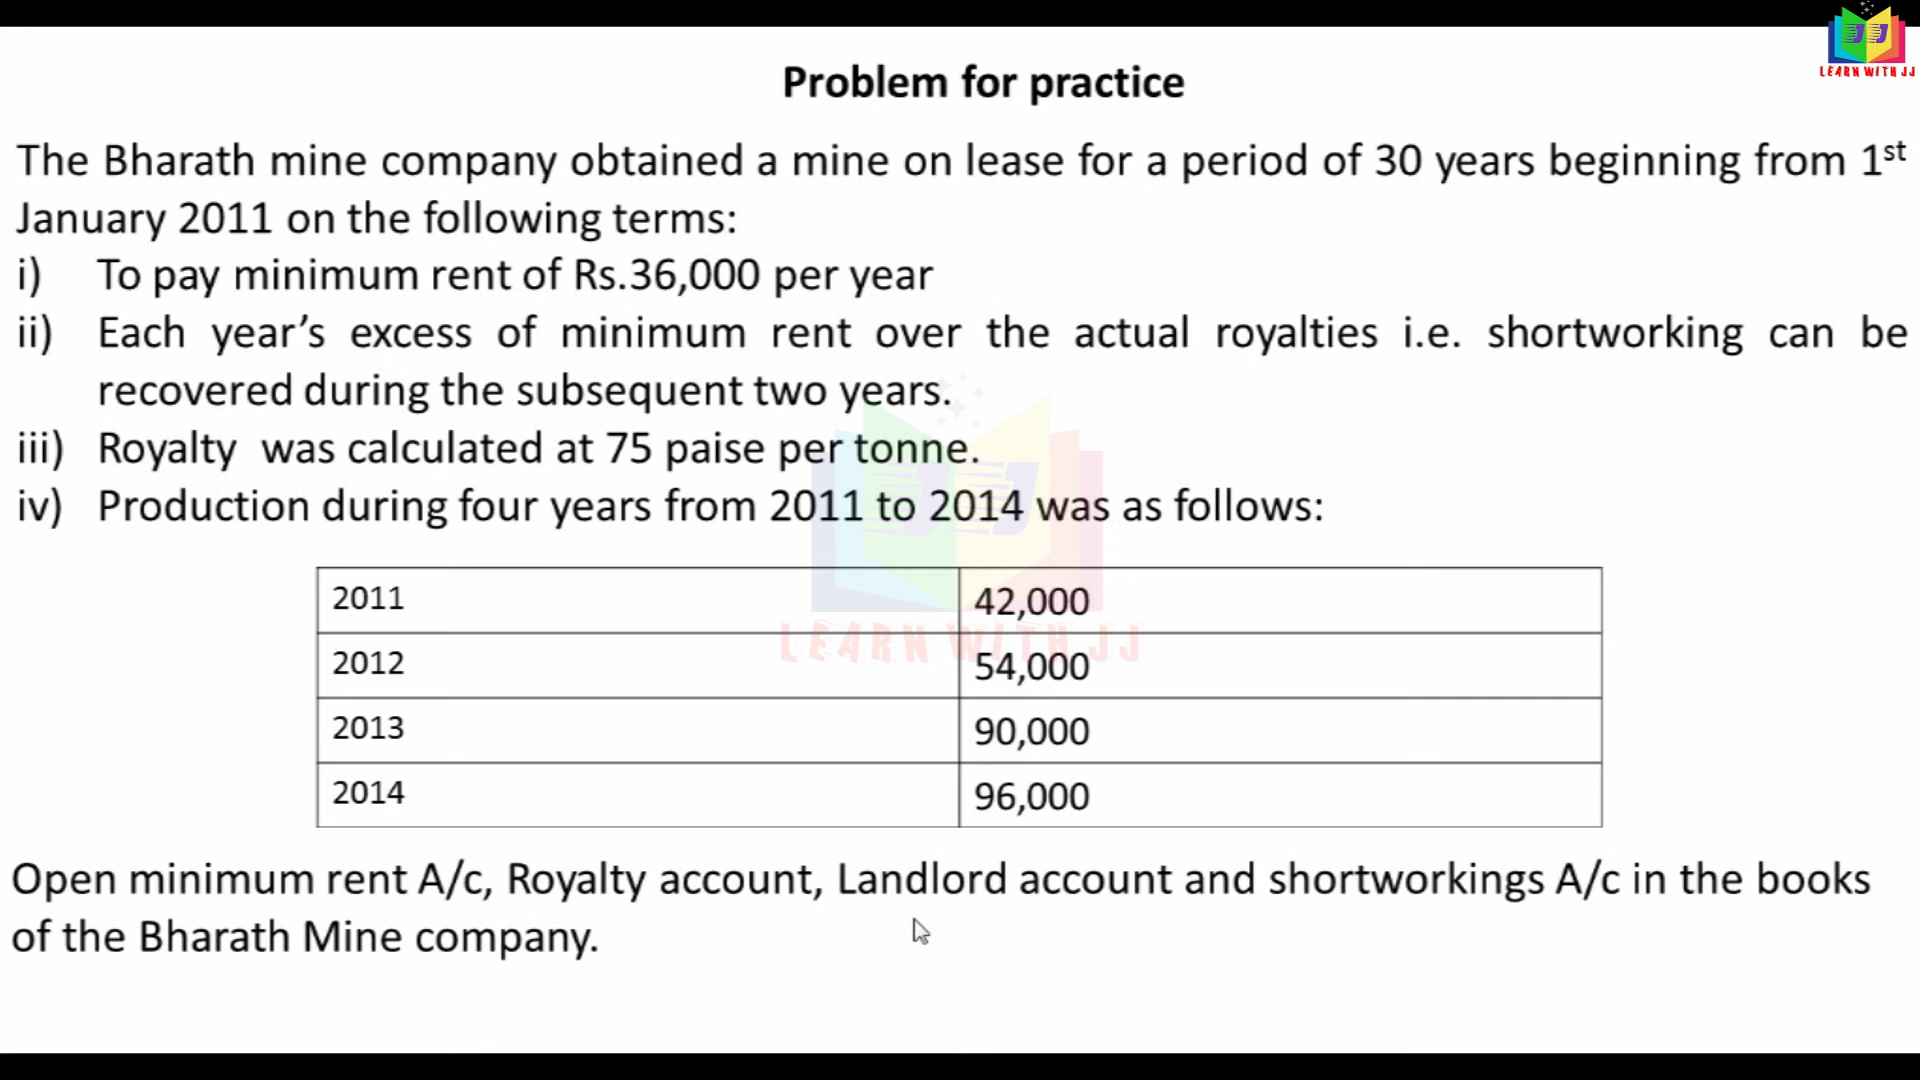 LEARN WITH JJ
Problem for practice
The Bharath mine company obtained a mine on lease for a period of 30 years beginning from 1st
January 2011 on the following terms:
i) To pay minimum rent of Rs.36,000 per year
ii) Each year’s excess of minimum rent over the actual royalties i.e. shortworking can be
recovered during the subsequent two years.
iii) Royalty was calculated at 75 paise per tonne.
iv) Production during four years from 2011 to 2014 was as follows:
2011 42,000
LEARN WITH JJ
2012 54,000
2013 90,000
2014 96,000
Open minimum rent A/c, Royalty account, Landlord account and shortworkings A/c in the books
of the Bharath Mine company.